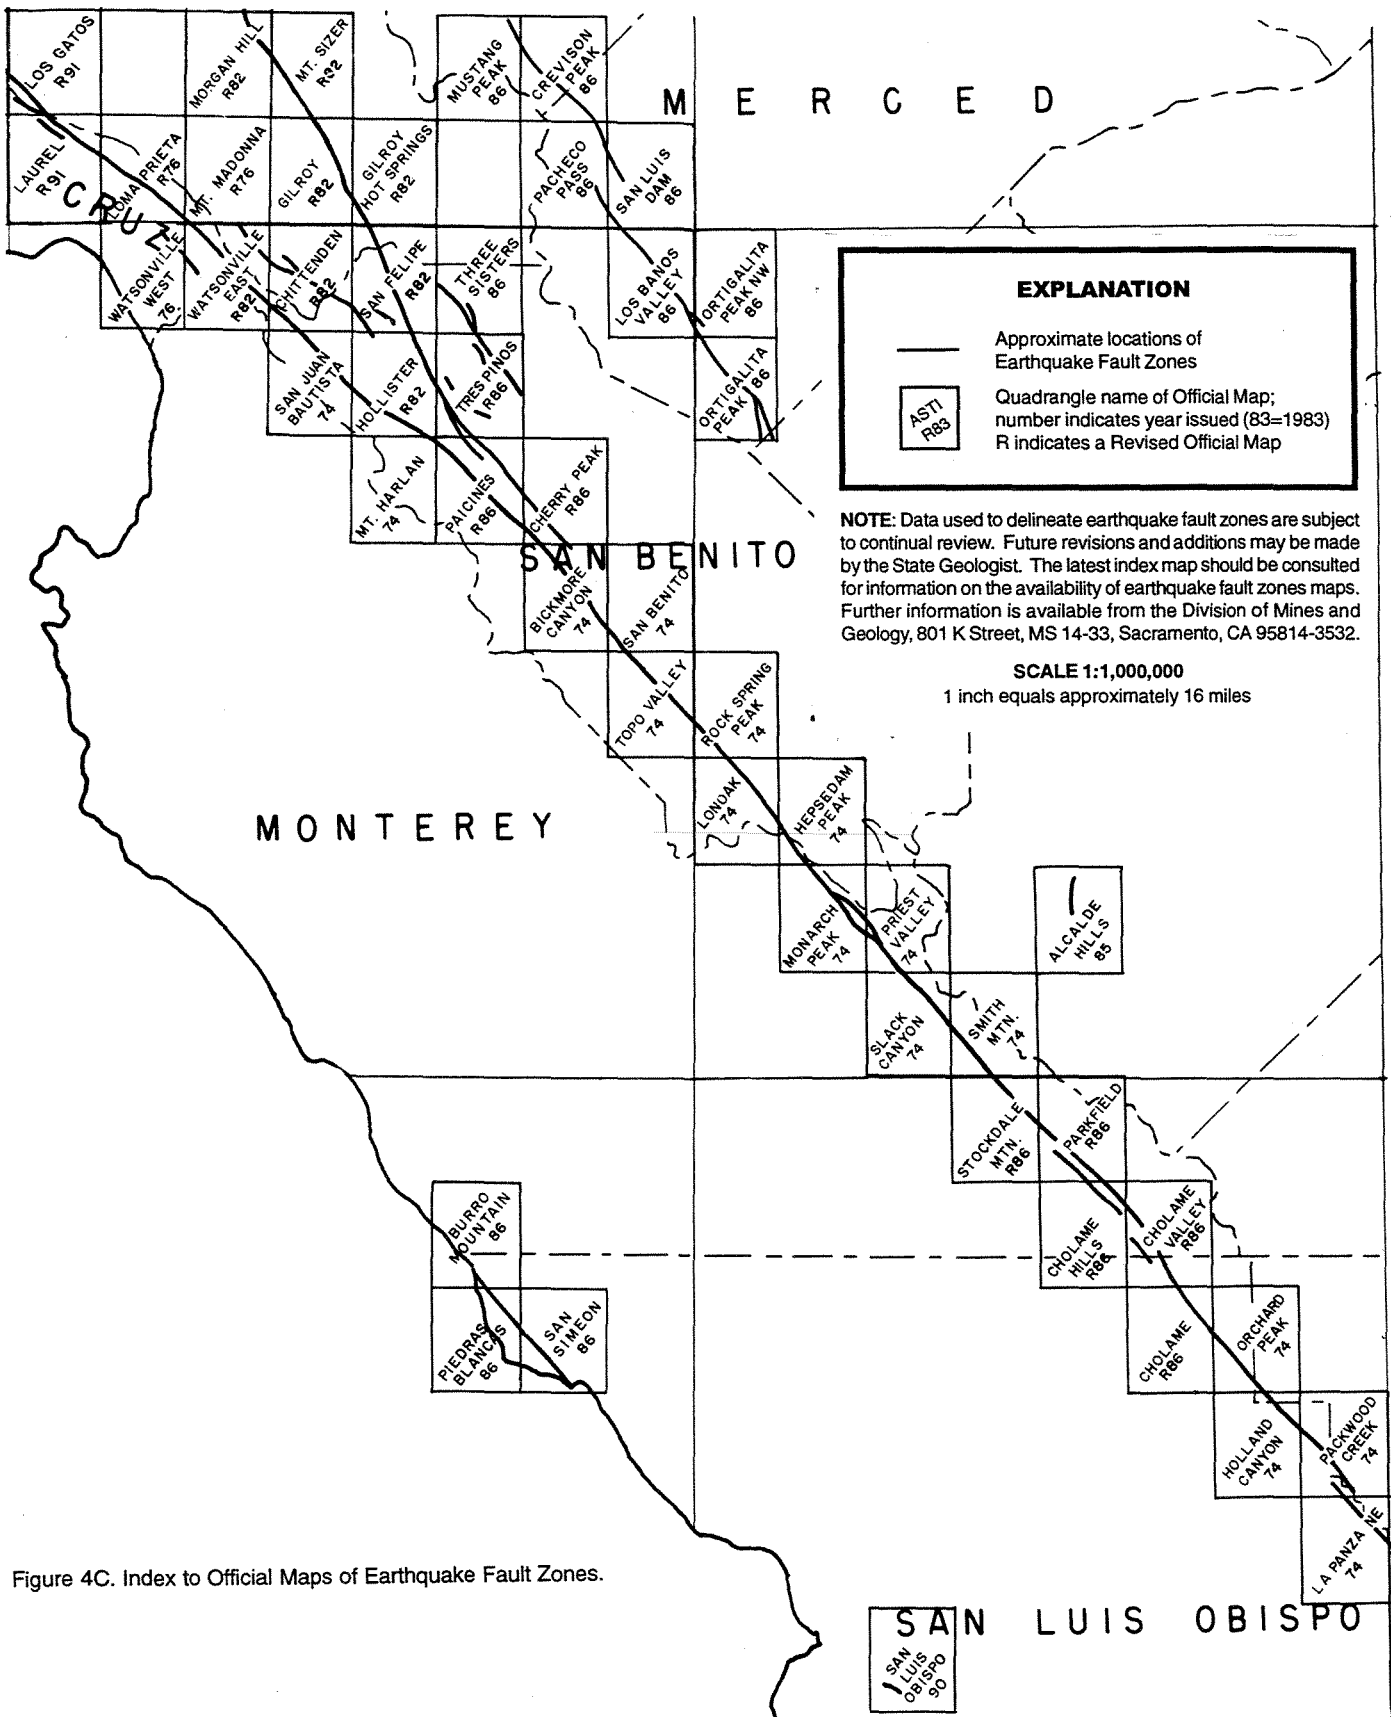 LOS GATOS
R91
MORGAN HILL
R82
MT. SIZER
R82
MUSTANG
PEAK
86
CREVISON
PEAK
86
MERCED
LAUREL
R91
LOMA PRIETA
R76
MT. MADONNA
R76
GILROY
R82
GILROY
HOT SPRINGS
R82
PACHECO
PASS
86
SAN LUIS
DAM
86
CRUZ
WATSONVILLE
WEST
76
WATSONVILLE
EAST
R82
CHITTENDEN
R82
SAN FELIPE
R82
THREE
SISTERS
86
LOS BANOS
VALLEY
86
ORTIGALITA
PEAK NW
86
EXPLANATION
Approximate locations of
Earthquake Fault Zones
ASTI
R83
Quadrangle name of Official Map;
number indicates year issued (83=1983)
R indicates a Revised Official Map
SAN JUAN
BAUTISTA
74
HOLLISTER
R82
TRES PINOS
R86
ORTIGALITA
PEAK 86
MT. HARLAN
74
PAICINES
R86
CHERRY PEAK
R86
NOTE: Data used to delineate earthquake fault zones are subject
to continual review. Future revisions and additions may be made
by the State Geologist. The latest index map should be consulted
for information on the availability of earthquake fault zones maps.
Further information is available from the Division of Mines and
Geology, 801 K Street, MS 14-33, Sacramento, CA 95814-3532.
SCALE 1:1,000,000
1 inch equals approximately 16 miles
SAN BENITO
BICKMORE
CANYON
74
SAN BENITO
74
TOPO VALLEY
74
ROCK SPRING
PEAK
74
LONOAK
74
HEPSEDAM
PEAK
74
MONTEREY
MONARCH
PEAK
74
PRIEST
VALLEY
74
ALCALDE
HILLS
85
SLACK
CANYON
74
SMITH
MTN.
74
STOCKDALE
MTN.
R86
PARKFIELD
R86
BURRO
MOUNTAIN
86
CHOLAME
HILLS
R86
CHOLAME
VALLEY
R86
PIEDRAS
BLANCAS
86
SAN
SIMEON
86
CHOLAME
R86
ORCHARD
PEAK
74
HOLLAND
CANYON
74
PACKWOOD
CREEK
74
LA PANZA NE
74
Figure 4C. Index to Official Maps of Earthquake Fault Zones.
SAN LUIS OBISPO
SAN
LUIS
OBISPO
90